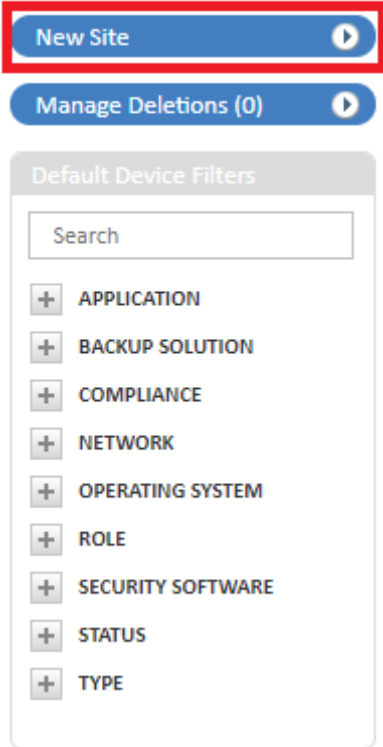 New Site
Manage Deletions (0)
Default Device Filters
Search
APPLICATION
BACKUP SOLUTION
COMPLIANCE
NETWORK
OPERATING SYSTEM
ROLE
SECURITY SOFTWARE
STATUS
TYPE